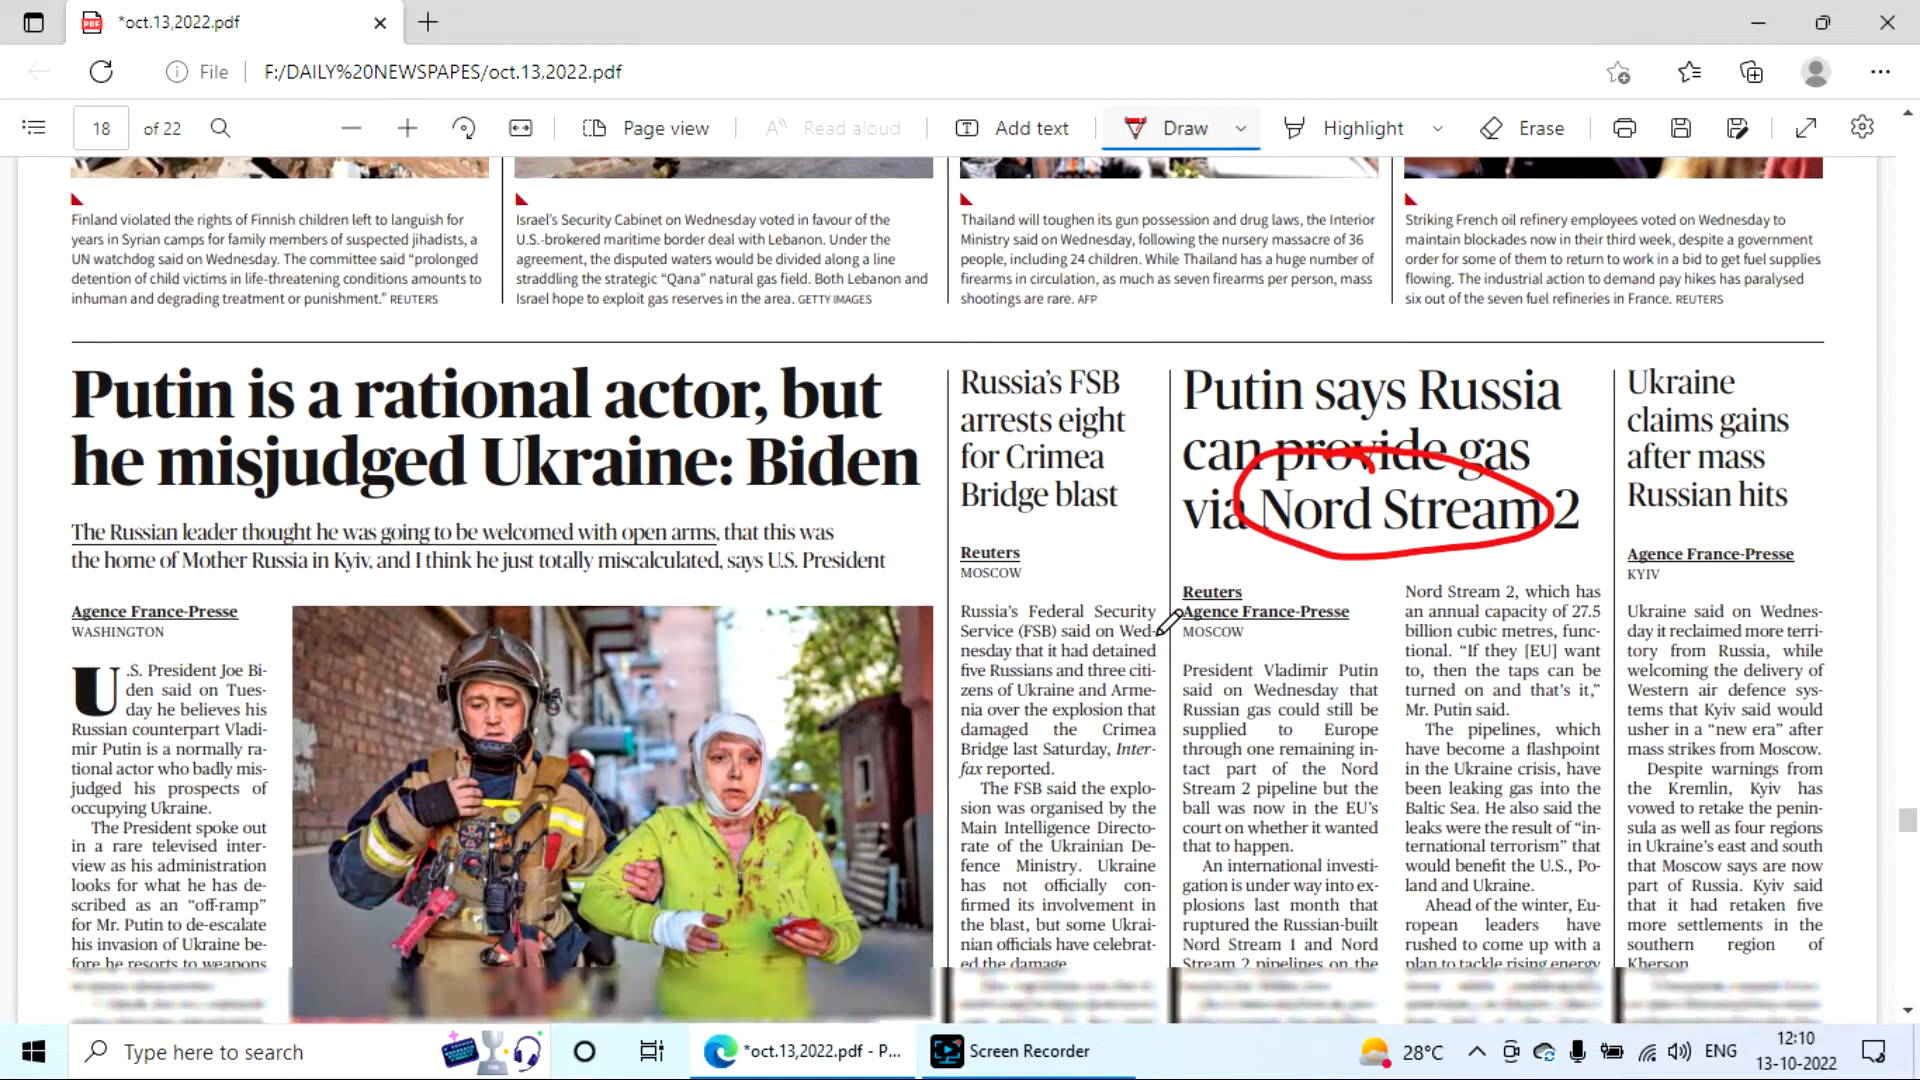 *oct.13,2022.pdf
File
F:/DAILY%20NEWSPAPES/oct.13,2022.pdf
18 of 22
Page view
Read aloud
Add text
Draw
Highlight
Erase
Finland violated the rights of Finnish children left to languish for
years in Syrian camps for family members of suspected jihadists, a
UN watchdog said on Wednesday. The committee said “prolonged
detention of child victims in life-threatening conditions amounts to
inhuman and degrading treatment or punishment.” REUTERS
Israel’s Security Cabinet on Wednesday voted in favour of the
U.S.-brokered maritime border deal with Lebanon. Under the
agreement, the disputed waters would be divided along a line
straddling the strategic “Qana” natural gas field. Both Lebanon and
Israel hope to exploit gas reserves in the area. GETTY IMAGES
Thailand will toughen its gun possession and drug laws, the Interior
Ministry said on Wednesday, following the nursery massacre of 36
people, including 24 children. While Thailand has a huge number of
firearms in circulation, as much as seven firearms per person, mass
shootings are rare. AFP
Striking French oil refinery employees voted on Wednesday to
maintain blockades now in their third week, despite a government
order for some of them to return to work in a bid to get fuel supplies
flowing. The industrial action to demand pay hikes has paralysed
six out of the seven fuel refineries in France. REUTERS
Putin is a rational actor, but
he misjudged Ukraine: Biden
The Russian leader thought he was going to be welcomed with open arms, that this was
the home of Mother Russia in Kyiv, and I think he just totally miscalculated, says U.S. President
Agence France-Presse
WASHINGTON
U.S. President Joe Bi-
den said on Tues-
day he believes his
Russian counterpart Vladi-
mir Putin is a normally ra-
tional actor who badly mis-
judged his prospects of
occupying Ukraine.
The President spoke out
in a rare televised inter-
view as his administration
looks for what he has de-
scribed as an “off-ramp”
for Mr. Putin to de-escalate
his invasion of Ukraine be-
fore he resorts to weapons
Russia’s FSB
arrests eight
for Crimea
Bridge blast
Reuters
MOSCOW
Russia’s Federal Security
Service (FSB) said on Wed-
nesday that it had detained
five Russians and three citi-
zens of Ukraine and Arme-
nia over the explosion that
damaged the Crimea
Bridge last Saturday, Inter-
fax reported.
The FSB said the explo-
sion was organised by the
Main Intelligence Directo-
rate of the Ukrainian De-
fence Ministry. Ukraine
has not officially con-
firmed its involvement in
the blast, but some Ukrai-
nian officials have celebrat-
ed the damage.
Putin says Russia
can provide gas
via Nord Stream 2
Reuters
Agence France-Presse
MOSCOW
President Vladimir Putin
said on Wednesday that
Russian gas could still be
supplied to Europe
through one remaining in-
tact part of the Nord
Stream 2 pipeline but the
ball was now in the EU’s
court on whether it wanted
that to happen.
An international investi-
gation is under way into ex-
plosions last month that
ruptured the Russian-built
Nord Stream 1 and Nord
Stream 2 pipelines on the
Nord Stream 2, which has
an annual capacity of 27.5
billion cubic metres, func-
tional. “If they [EU] want
to, then the taps can be
turned on and that’s it,”
Mr. Putin said.
The pipelines, which
have become a flashpoint
in the Ukraine crisis, have
been leaking gas into the
Baltic Sea. He also said the
leaks were the result of “in-
ternational terrorism” that
would benefit the U.S., Po-
land and Ukraine.
Ahead of the winter, Eu-
ropean leaders have
rushed to come up with a
plan to tackle rising energy
Ukraine
claims gains
after mass
Russian hits
Agence France-Presse
KYIV
Ukraine said on Wednes-
day it reclaimed more terri-
tory from Russia, while
welcoming the delivery of
Western air defence sys-
tems that Kyiv said would
usher in a “new era” after
mass strikes from Moscow.
Despite warnings from
the Kremlin, Kyiv has
vowed to retake the penin-
sula as well as four regions
in Ukraine’s east and south
that Moscow says are now
part of Russia. Kyiv said
that it had retaken five
more settlements in the
southern region of
Kherson
Type here to search
*oct.13,2022.pdf - P...
Screen Recorder
28°C
ENG
12:10
13-10-2022